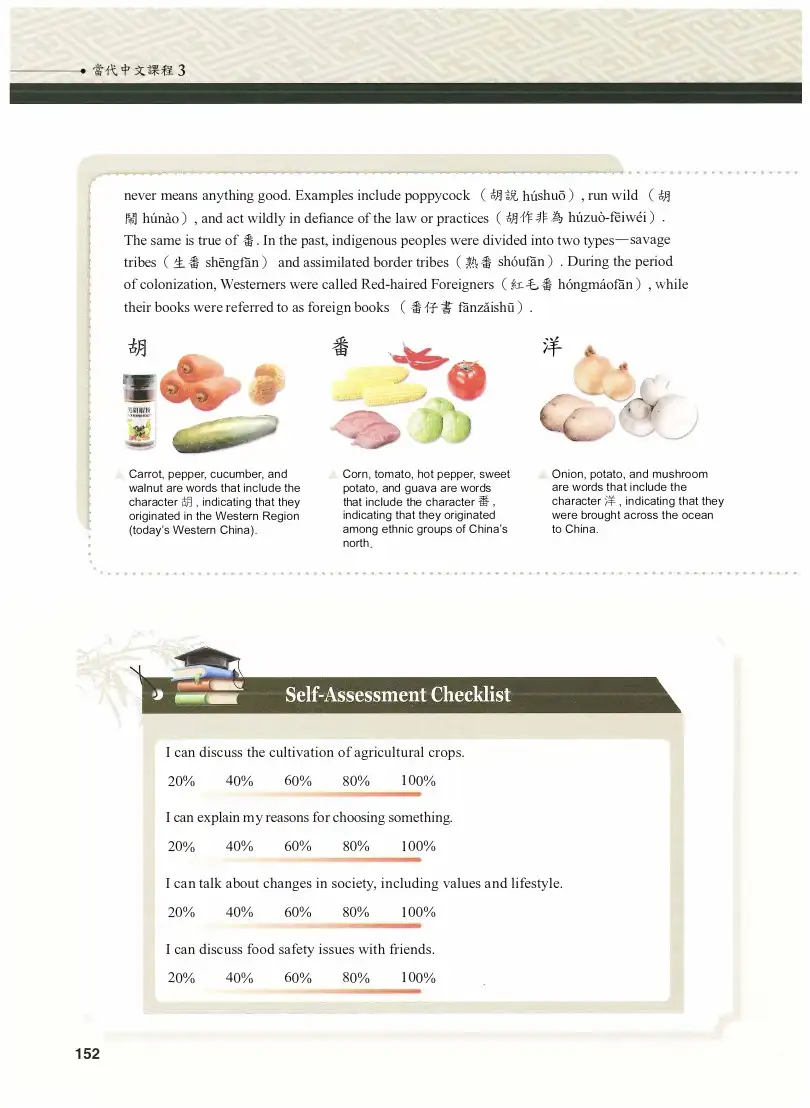 當代中文課程 3
never means anything good. Examples include poppycock （胡說 húshuō）, run wild （胡
鬧 húnào）, and act wildly in defiance of the law or practices（胡作非為 húzuò-fēiwéi）.
The same is true of 番. In the past, indigenous peoples were divided into two types—savage
tribes（生番 shēngfān） and assimilated border tribes（熟番 shóufān）. During the period
of colonization, Westerners were called Red-haired Foreigners（紅毛番 hóngmáofān）, while
their books were referred to as foreign books （番仔書 fānzǎishū）.
胡
Carrot, pepper, cucumber, and
walnut are words that include the
character 胡 , indicating that they
originated in the Western Region
(today's Western China).
番
Corn, tomato, hot pepper, sweet
potato, and guava are words
that include the character 番 ,
indicating that they originated
among ethnic groups of China's
north.
洋
Onion, potato, and mushroom
are words that include the
character 洋 , indicating that they
were brought across the ocean
to China.
Self-Assessment Checklist
I can discuss the cultivation of agricultural crops.
20% 40% 60% 80% 100%
I can explain my reasons for choosing something.
20% 40% 60% 80% 100%
I can talk about changes in society, including values and lifestyle.
20% 40% 60% 80% 100%
I can discuss food safety issues with friends.
20% 40% 60% 80% 100%
152